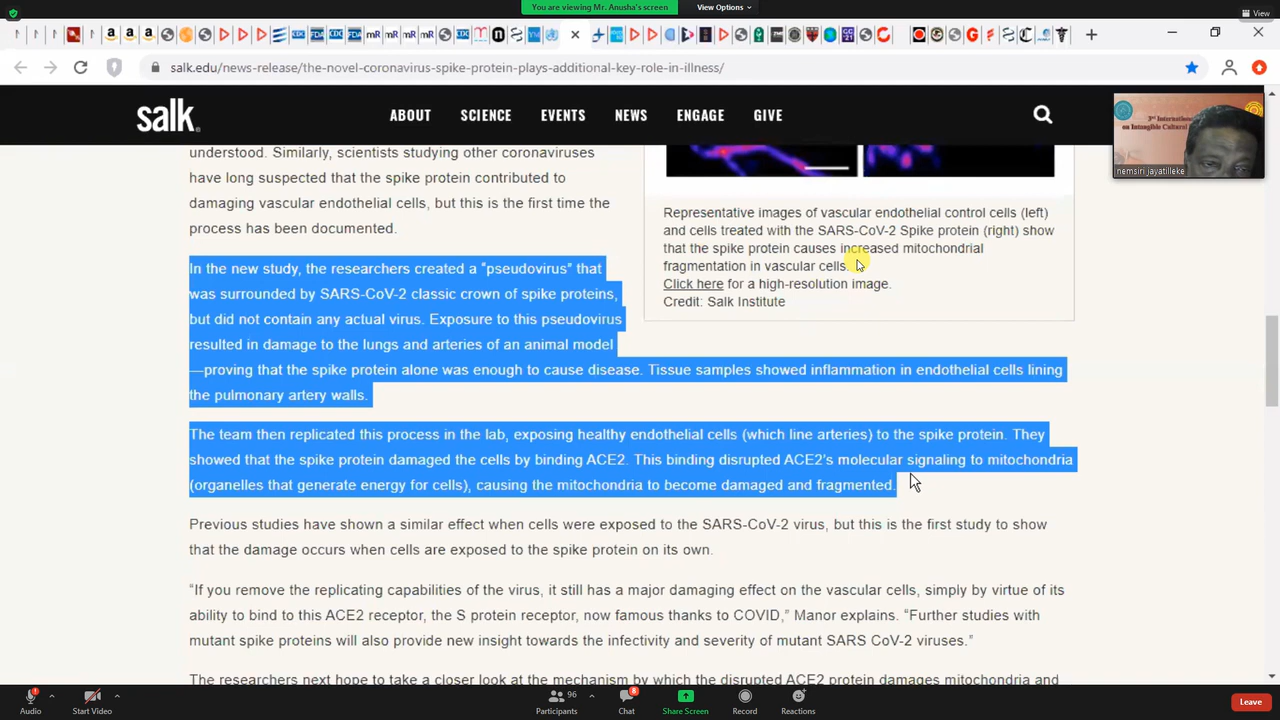 You are viewing Mr. Anusha's screen
View Options
View
salk.edu/news-release/the-novel-coronavirus-spike-protein-plays-additional-key-role-in-illness/
salk
ABOUT SCIENCE EVENTS NEWS ENGAGE GIVE
3rd International
on Intangible Cultural
nemsiri jayatilleke
understood. Similarly, scientists studying other coronaviruses
have long suspected that the spike protein contributed to
damaging vascular endothelial cells, but this is the first time the
process has been documented.
Representative images of vascular endothelial control cells (left)
and cells treated with the SARS-CoV-2 Spike protein (right) show
that the spike protein causes increased mitochondrial
fragmentation in vascular cells.
Click here for a high-resolution image.
Credit: Salk Institute
In the new study, the researchers created a “pseudovirus” that
was surrounded by SARS-CoV-2 classic crown of spike proteins,
but did not contain any actual virus. Exposure to this pseudovirus
resulted in damage to the lungs and arteries of an animal model
—proving that the spike protein alone was enough to cause disease. Tissue samples showed inflammation in endothelial cells lining
the pulmonary artery walls.
The team then replicated this process in the lab, exposing healthy endothelial cells (which line arteries) to the spike protein. They
showed that the spike protein damaged the cells by binding ACE2. This binding disrupted ACE2’s molecular signaling to mitochondria
(organelles that generate energy for cells), causing the mitochondria to become damaged and fragmented.
Previous studies have shown a similar effect when cells were exposed to the SARS-CoV-2 virus, but this is the first study to show
that the damage occurs when cells are exposed to the spike protein on its own.
“If you remove the replicating capabilities of the virus, it still has a major damaging effect on the vascular cells, simply by virtue of its
ability to bind to this ACE2 receptor, the S protein receptor, now famous thanks to COVID,” Manor explains. “Further studies with
mutant spike proteins will also provide new insight towards the infectivity and severity of mutant SARS CoV-2 viruses.”
The researchers next hope to take a closer look at the mechanism by which the disrupted ACE2 protein damages mitochondria and
Audio
Start Video
96
Participants
8
Chat
Share Screen
Record
Reactions
Leave